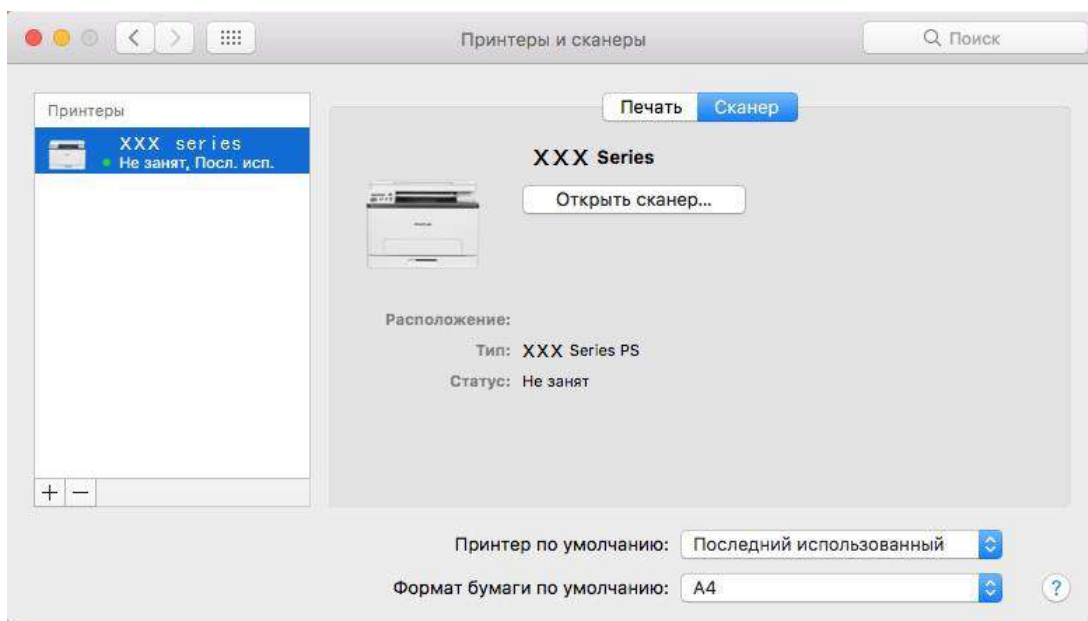 Принтеры и сканеры
Поиск
Принтеры
XXX series
Не занят, Посл. исп.
Печать
Сканер
XXX Series
Открыть сканер...
Расположение:
Тип: XXX Series PS
Статус: Не занят
+ −
Принтер по умолчанию: Последний использованный
Формат бумаги по умолчанию: A4
?